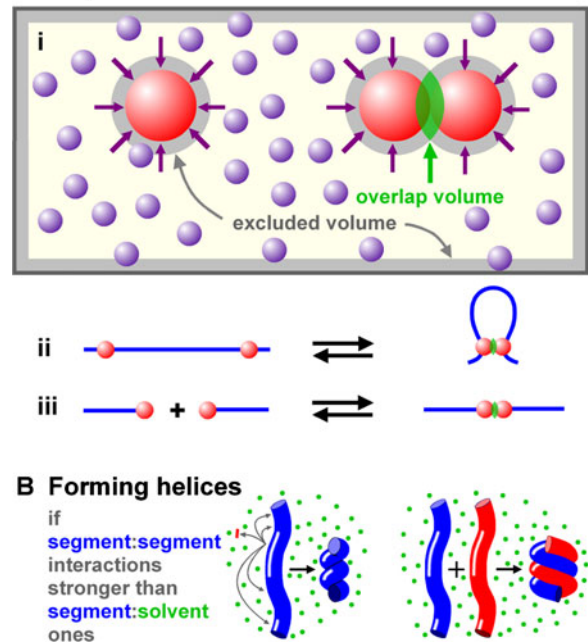 i
overlap volume
excluded volume
ii
iii
+
B Forming helices
if
segment:segment
interactions
stronger than
segment:solvent
ones
+